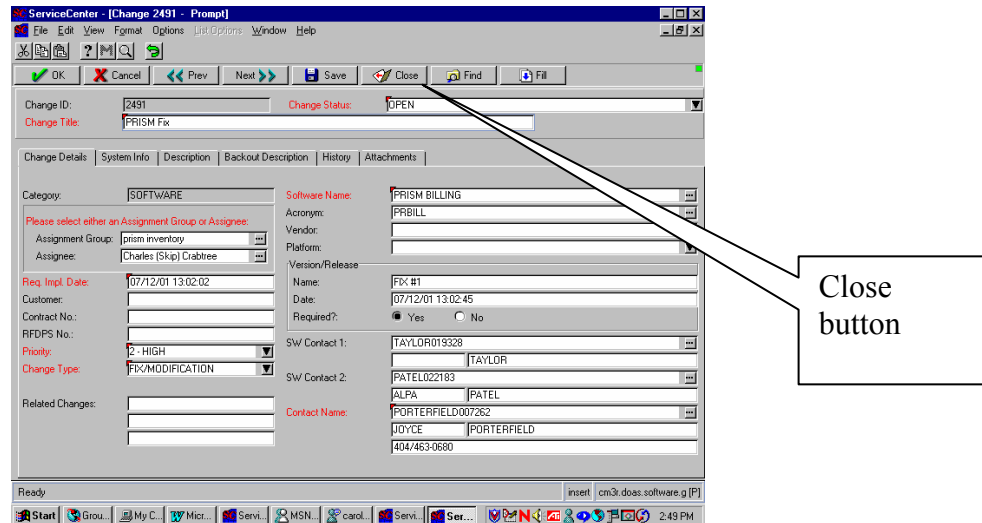 ServiceCenter - [Change 2491 - Prompt]
File Edit View Format Options List Options Window Help
OK Cancel Prev Next Save Close Find Fill
Change ID: 2491 Change Status: OPEN
Change Title: PRISM Fix
Change Details System Info Description Backout Description History Attachments
Category: SOFTWARE Software Name: PRISM BILLING
Please select either an Assignment Group or Assignee: Acronym: PRBILL
Vendor:
Assignment Group: prism inventory Platform:
Assignee: Charles (Skip) Crabtree
Version/Release
Req. Impl. Date: 07/12/01 13:02:02 Name: FIX #1
Customer: Date: 07/12/01 13:02:45
Contract No.: Required?: Yes No
RFDPS No.:
Priority: 2 - HIGH SW Contact 1: TAYLOR019328
TAYLOR
Change Type: FIX/MODIFICATION SW Contact 2: PATEL022183
ALPA PATEL
Related Changes: Contact Name: PORTERFIELD007262
JOYCE PORTERFIELD
404/463-0680
Close
button
Ready insert cm3r.doas.software.g [P]
Start Grou... My C... Micr... Servi... MSN... carol... Servi... Ser... 2:49 PM